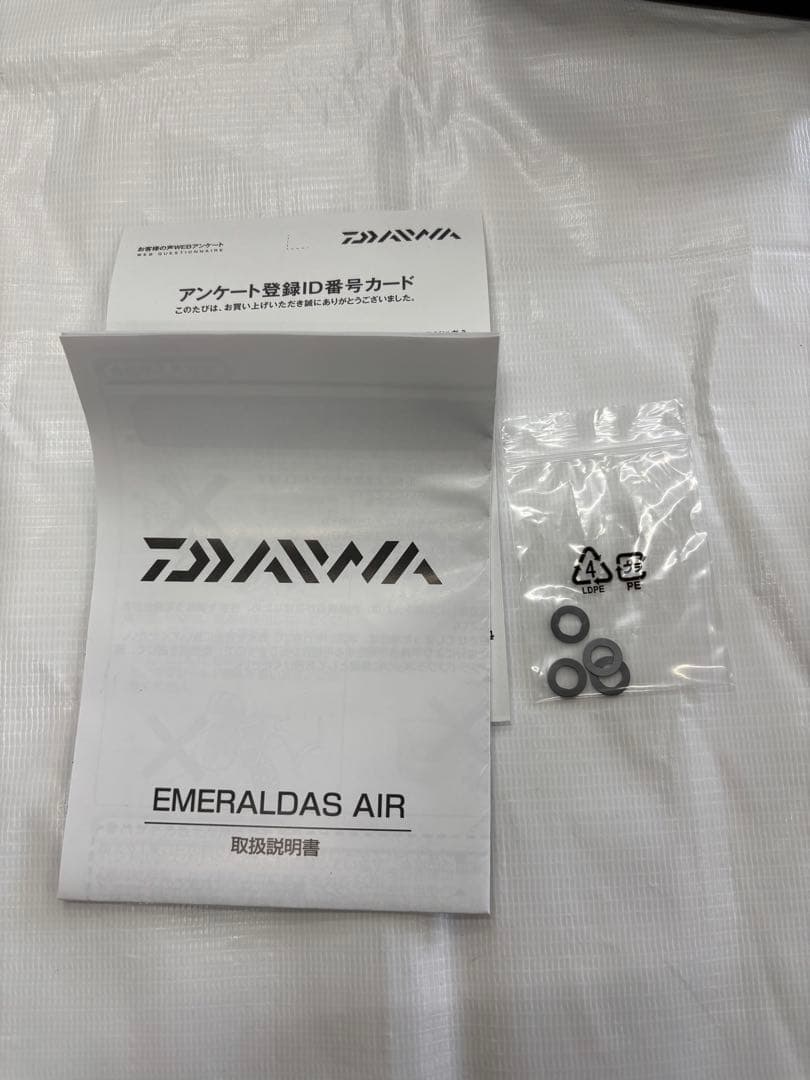 お客様の声WEBアンケート
WEB QUESTIONNAIRE
DAIWA
アンケート登録ID番号カード
このたびは、お買い上げいただき誠にありがとうございました。
DAIWA
EMERALDAS AIR
取扱説明書
4
LDPE
プラ
PE
4